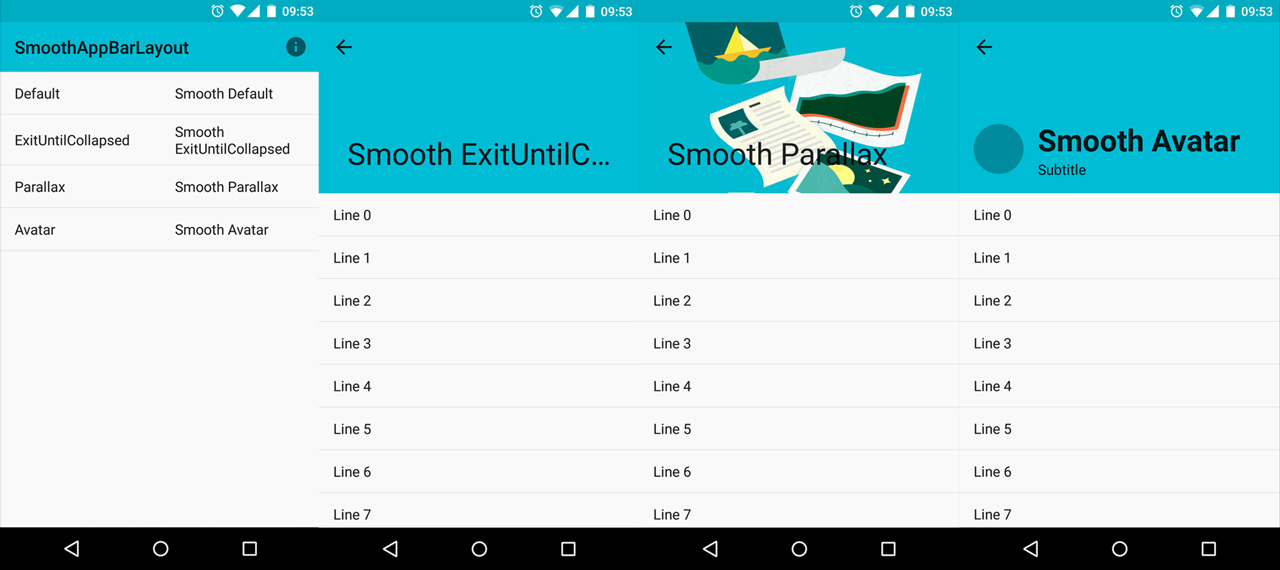 09:53
SmoothAppBarLayout
Default
Smooth Default
ExitUntilCollapsed
Smooth
ExitUntilCollapsed
Parallax
Smooth Parallax
Avatar
Smooth Avatar
09:53
Smooth ExitUntilC...
Line 0
Line 1
Line 2
Line 3
Line 4
Line 5
Line 6
Line 7
09:53
Smooth Parallax
Line 0
Line 1
Line 2
Line 3
Line 4
Line 5
Line 6
Line 7
09:53
Smooth Avatar
Subtitle
Line 0
Line 1
Line 2
Line 3
Line 4
Line 5
Line 6
Line 7